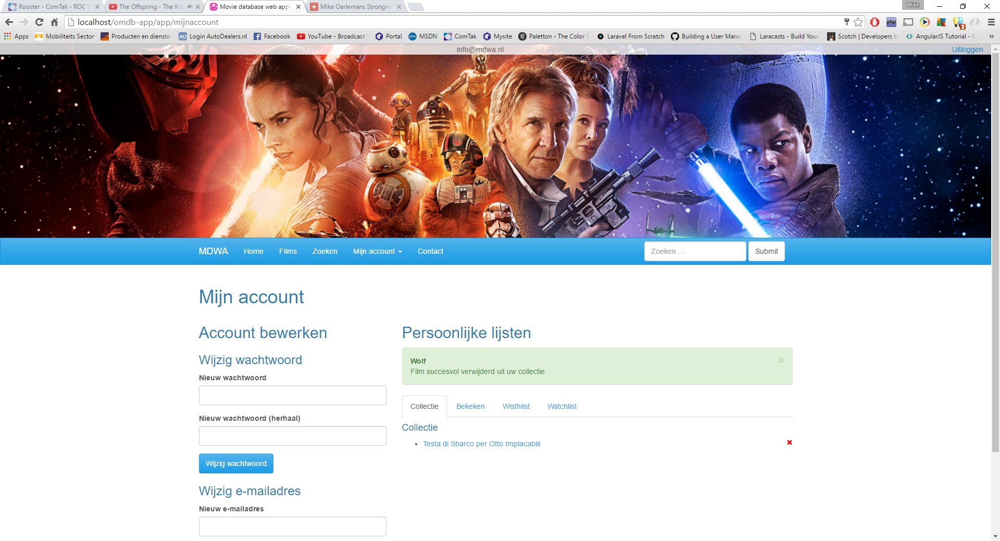 Rooster - ComTak - ROC
The Offspring - The Kid
Movie database web app
Mike Oerlemans Strongm
Mike
localhost/omdb-app/app/mijnaccount
php
2
Apps
Mobiliteits Sector
Producten en dienste
AD Login AutoDealers.nl
Facebook
YouTube - Broadcast
Portal
MSDN
ComTak
Mysite
Paletton - The Color S
Laravel From Scratch
Building a User Mana
Laracasts - Build Your
Scotch | Developers b
AngularJS Tutorial - C
»
info@mdwa.nl
Uitloggen
MDWA
Home
Films
Zoeken
Mijn account
Contact
Zoeken ...
Submit
Mijn account
Account bewerken
Wijzig wachtwoord
Nieuw wachtwoord
Nieuw wachtwoord (herhaal)
Wijzig wachtwoord
Wijzig e-mailadres
Nieuw e-mailadres
Persoonlijke lijsten
Wolf
×
Film succesvol verwijderd uit uw collectie
Collectie
Bekeken
Wisthlist
Watchlist
Collectie
Testa di Sbarco per Otto Implacabili